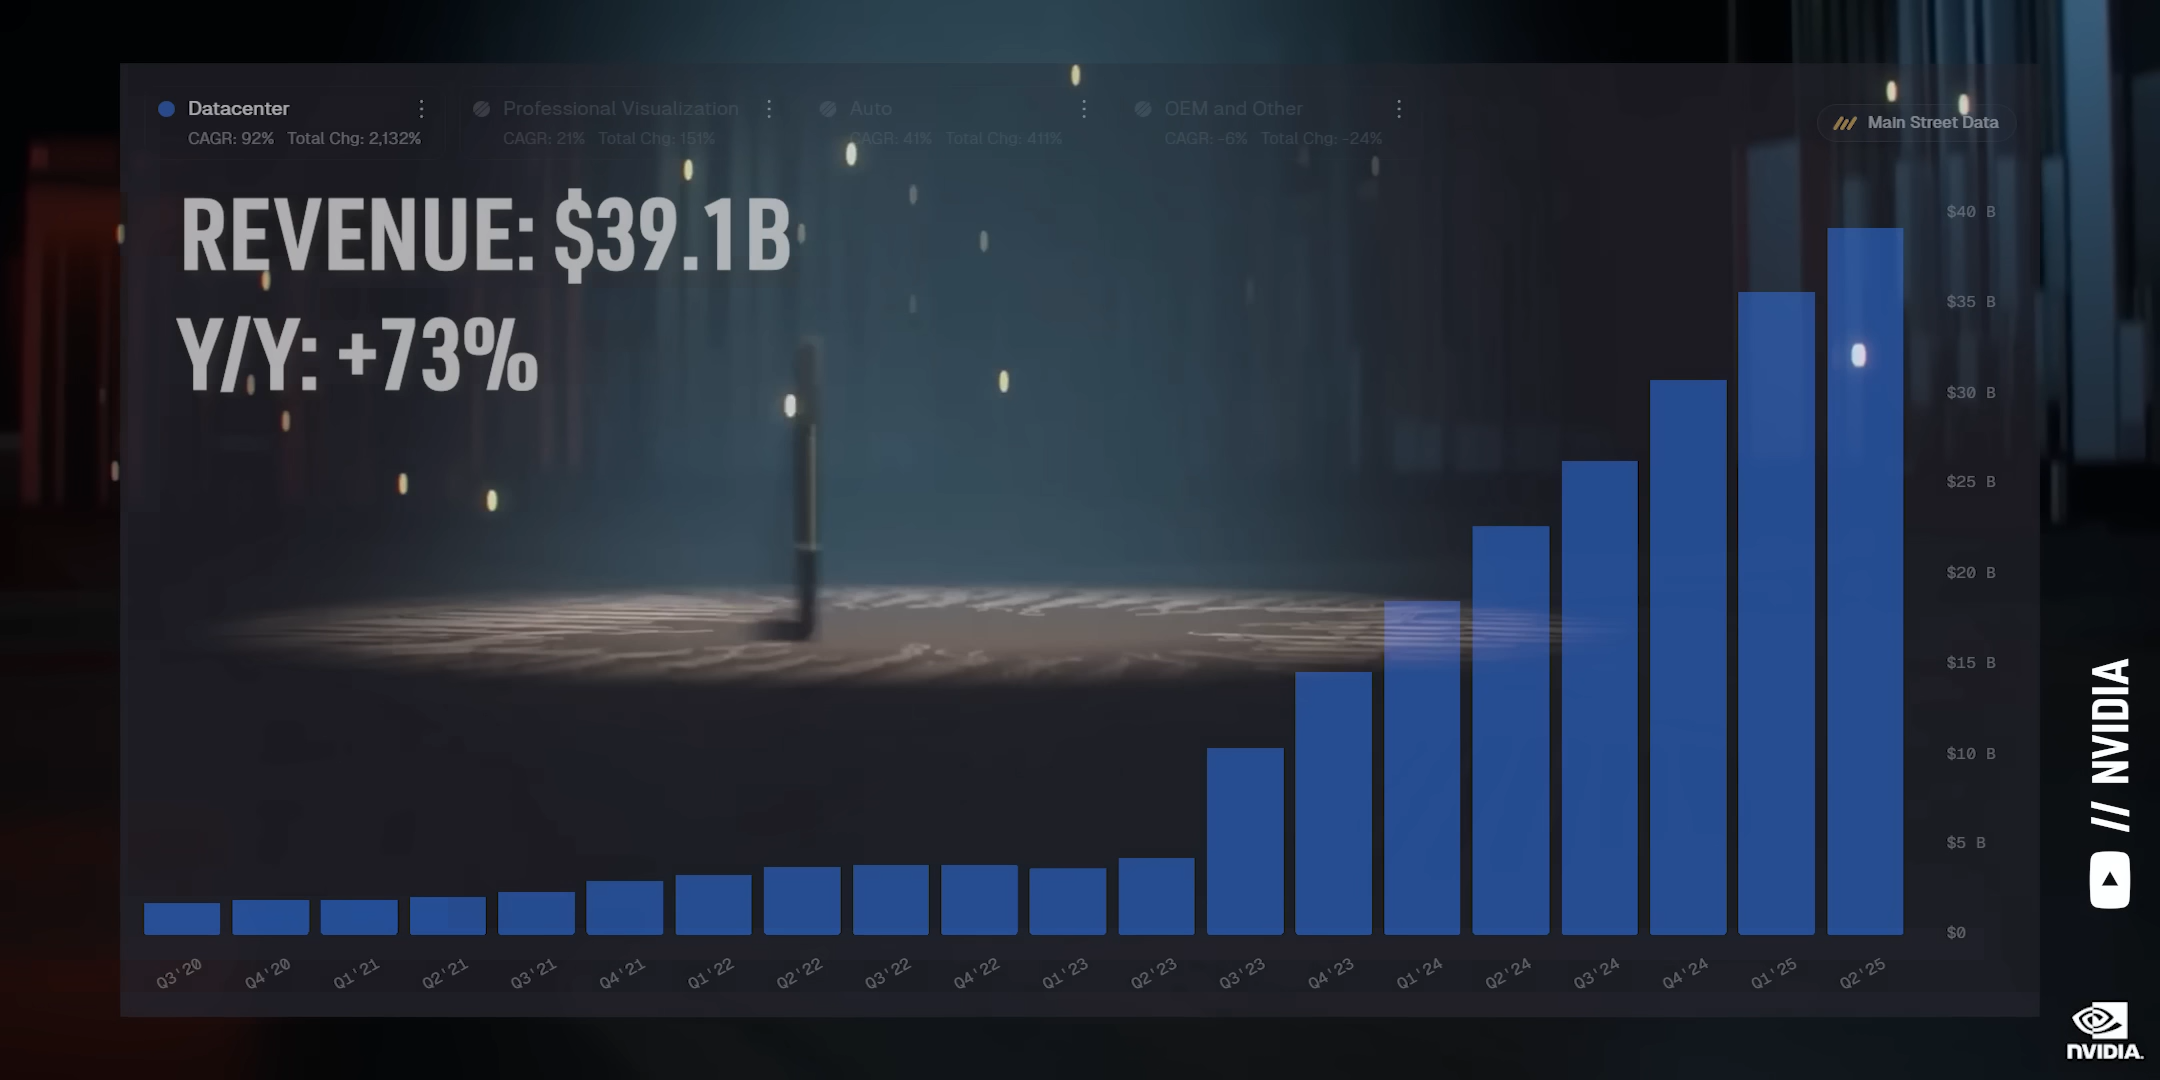 Datacenter
CAGR: 92% Total Chg: 2,132%
Professional Visualization
CAGR: 21% Total Chg: 151%
Auto
CAGR: 41% Total Chg: 411%
OEM and Other
CAGR: -6% Total Chg: -24%
Main Street Data
REVENUE: $39.1B
Y/Y: +73%
$40 B
$35 B
$30 B
$25 B
$20 B
$15 B
$10 B
$5 B
$0
Q3'20 Q4'20 Q1'21 Q2'21 Q3'21 Q4'21 Q1'22 Q2'22 Q3'22 Q4'22 Q1'23 Q2'23 Q3'23 Q4'23 Q1'24 Q2'24 Q3'24 Q4'24 Q1'25 Q2'25
// NVIDIA
NVIDIA.